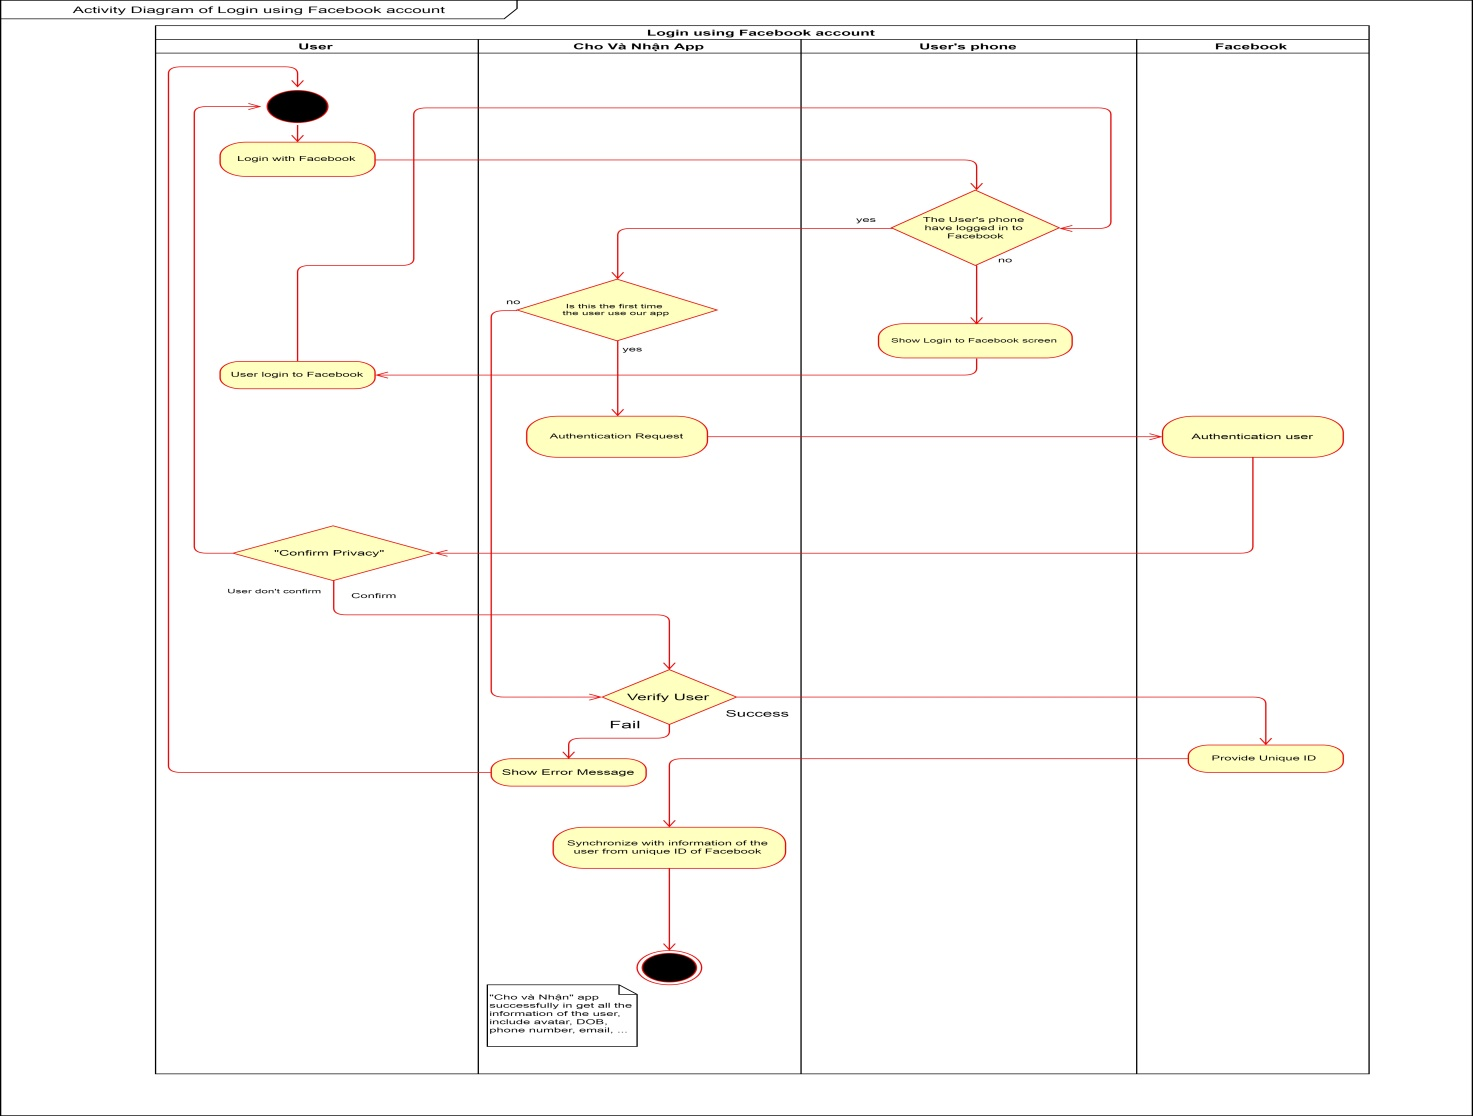 Activity Diagram of Login using Facebook account
Login using Facebook account
User
Cho Và Nhận App
User's phone
Facebook
Login with Facebook
The User's phone
have logged in to
Facebook
yes
no
Is this the first time
the user use our app
no
yes
Show Login to Facebook screen
User login to Facebook
Authentication Request
Authentication user
"Confirm Privacy"
User don't confirm
Confirm
Verify User
Success
Fail
Show Error Message
Provide Unique ID
Synchronize with information of the
user from unique ID of Facebook
"Cho và Nhận" app
successfully in get all the
information of the user,
include avatar, DOB,
phone number, email, ...